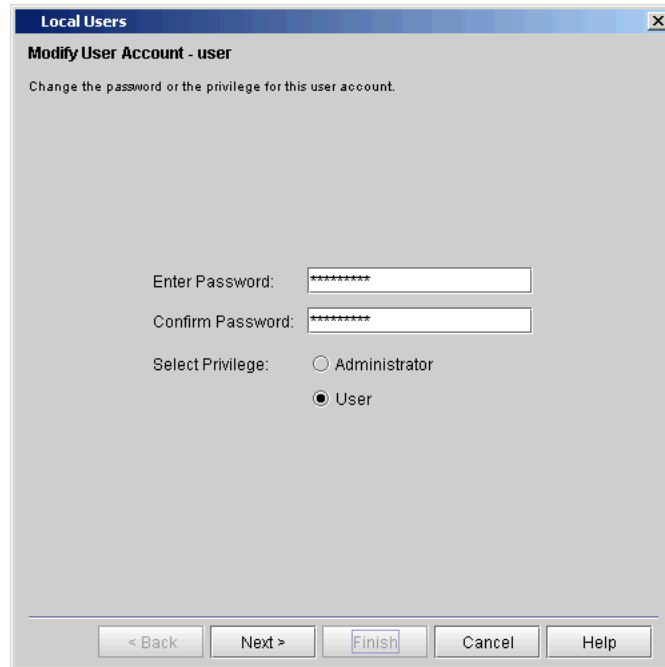 Local Users
Modify User Account - user
Change the password or the privilege for this user account.
Enter Password: *********
Confirm Password: *********
Select Privilege: Administrator
User
< Back Next > Finish Cancel Help